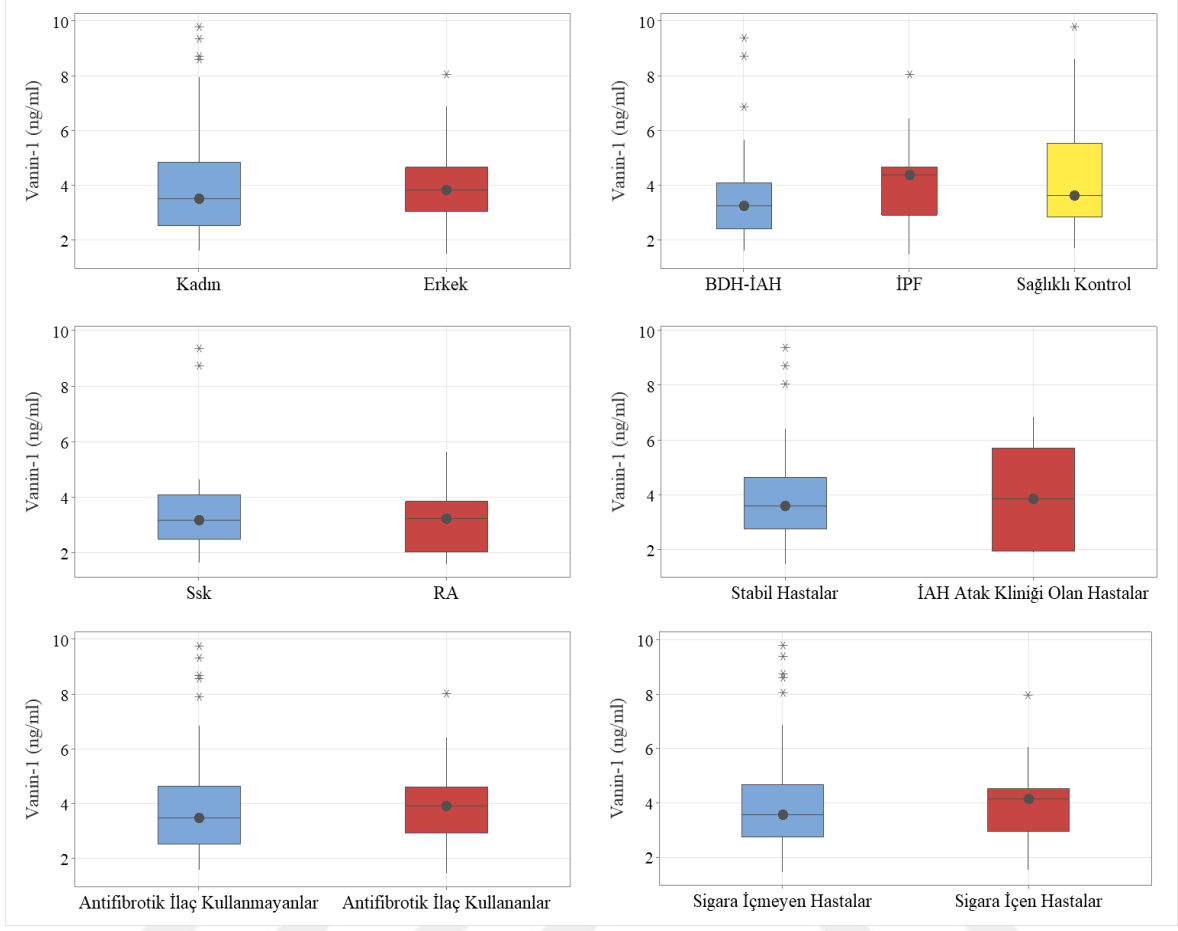 Vanin-1 (ng/ml)
10
8
6
4
2
Kadın Erkek
Vanin-1 (ng/ml)
10
8
6
4
2
BDH-İAH İPF Sağlıklı Kontrol
Vanin-1 (ng/ml)
10
8
6
4
2
Ssk RA
Vanin-1 (ng/ml)
10
8
6
4
2
Stabil Hastalar İAH Atak Kliniği Olan Hastalar
Vanin-1 (ng/ml)
10
8
6
4
2
Antifibrotik İlaç Kullanmayanlar Antifibrotik İlaç Kullananlar
Vanin-1 (ng/ml)
10
8
6
4
2
Sigara İçmeyen Hastalar Sigara İçen Hastalar